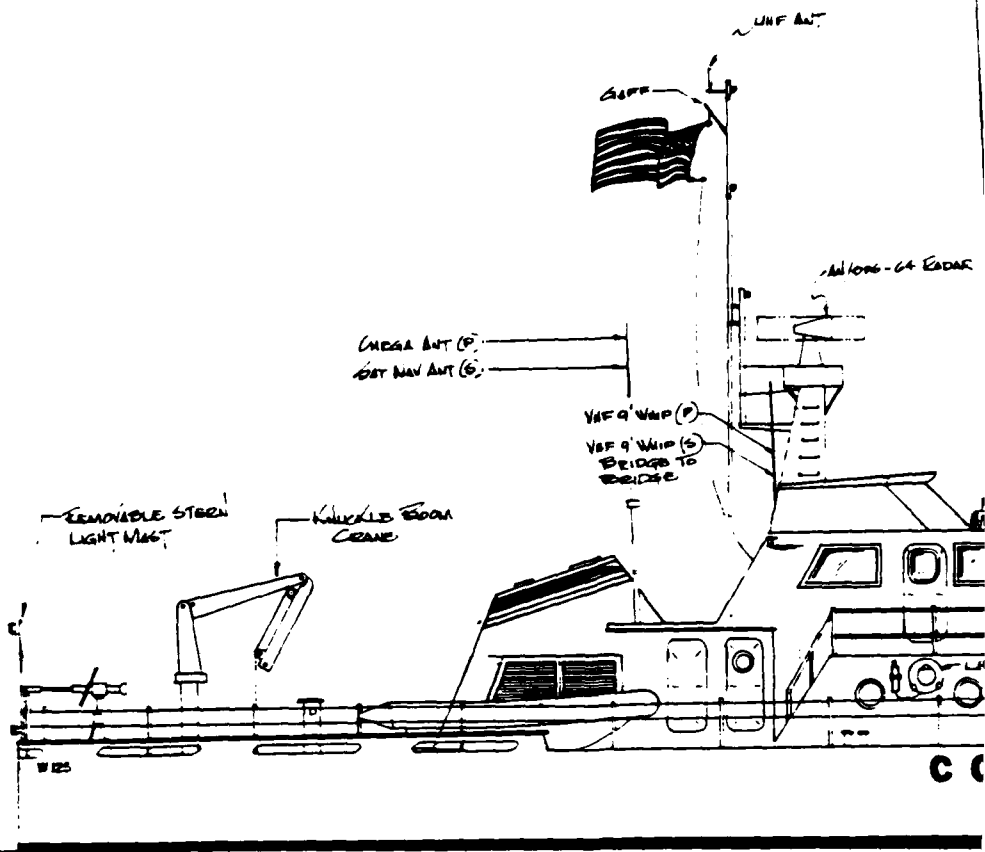 UHF ANT
GAFF
AN/SPS-64 RADAR
OMEGA ANT (P)
SAT NAV ANT (S)
VHF 9' WHIP (P)
VHF 9' WHIP (S)
BRIDGE TO
BRIDGE
REMOVABLE STERN
LIGHT MAST
KNUCKLE BOOM
CRANE
C